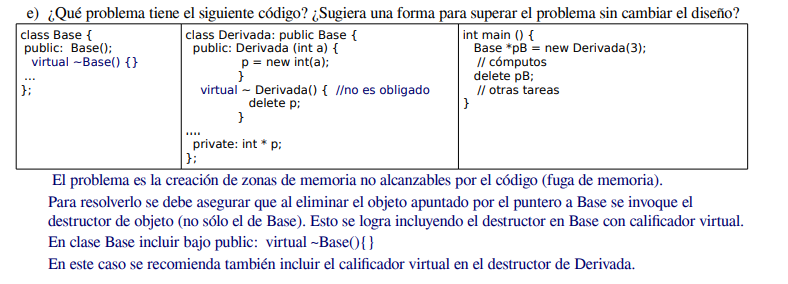 e) ¿Qué problema tiene el siguiente código? ¿Sugiera una forma para superar el problema sin cambiar el diseño?
class Base {
public: Base();
virtual ~Base() {}
...
};
class Derivada: public Base {
public: Derivada (int a) {
p = new int(a);
}
virtual ~ Derivada() { //no es obligado
delete p;
}
....
private: int * p;
};
int main () {
Base *pB = new Derivada(3);
// cómputos
delete pB;
// otras tareas
}
El problema es la creación de zonas de memoria no alcanzables por el código (fuga de memoria).
Para resolverlo se debe asegurar que al eliminar el objeto apuntado por el puntero a Base se invoque el
destructor de objeto (no sólo el de Base). Esto se logra incluyendo el destructor en Base con calificador virtual.
En clase Base incluir bajo public: virtual ~Base(){}
En este caso se recomienda también incluir el calificador virtual en el destructor de Derivada.